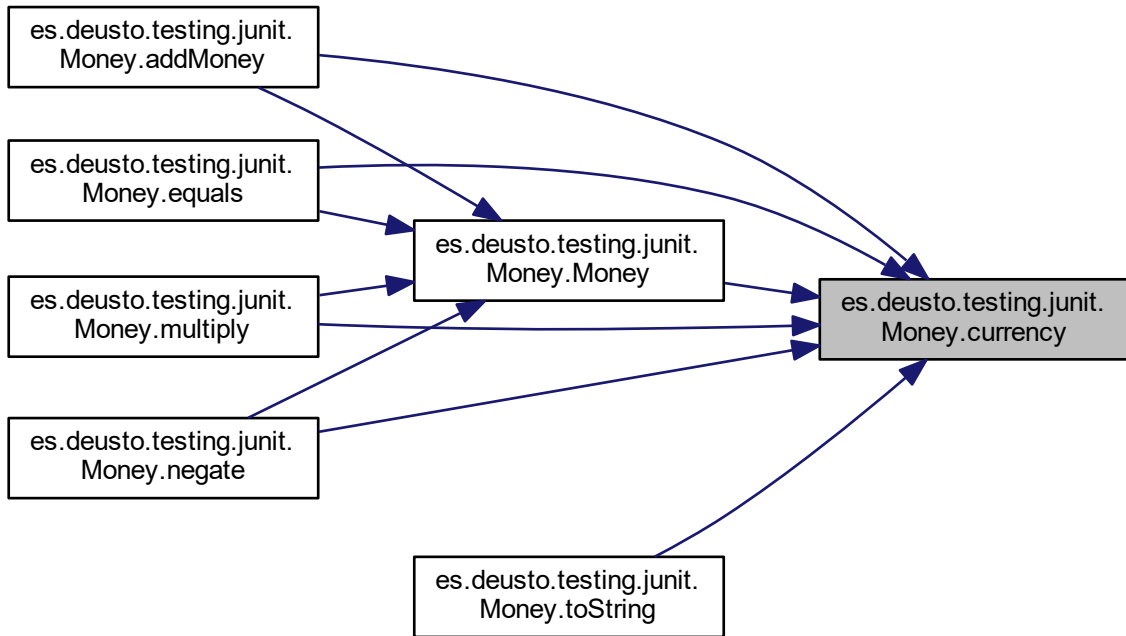 es.deusto.testing.junit.
Money.addMoney
es.deusto.testing.junit.
Money.equals
es.deusto.testing.junit.
Money.multiply
es.deusto.testing.junit.
Money.negate
es.deusto.testing.junit.
Money.Money
es.deusto.testing.junit.
Money.toString
es.deusto.testing.junit.
Money.currency